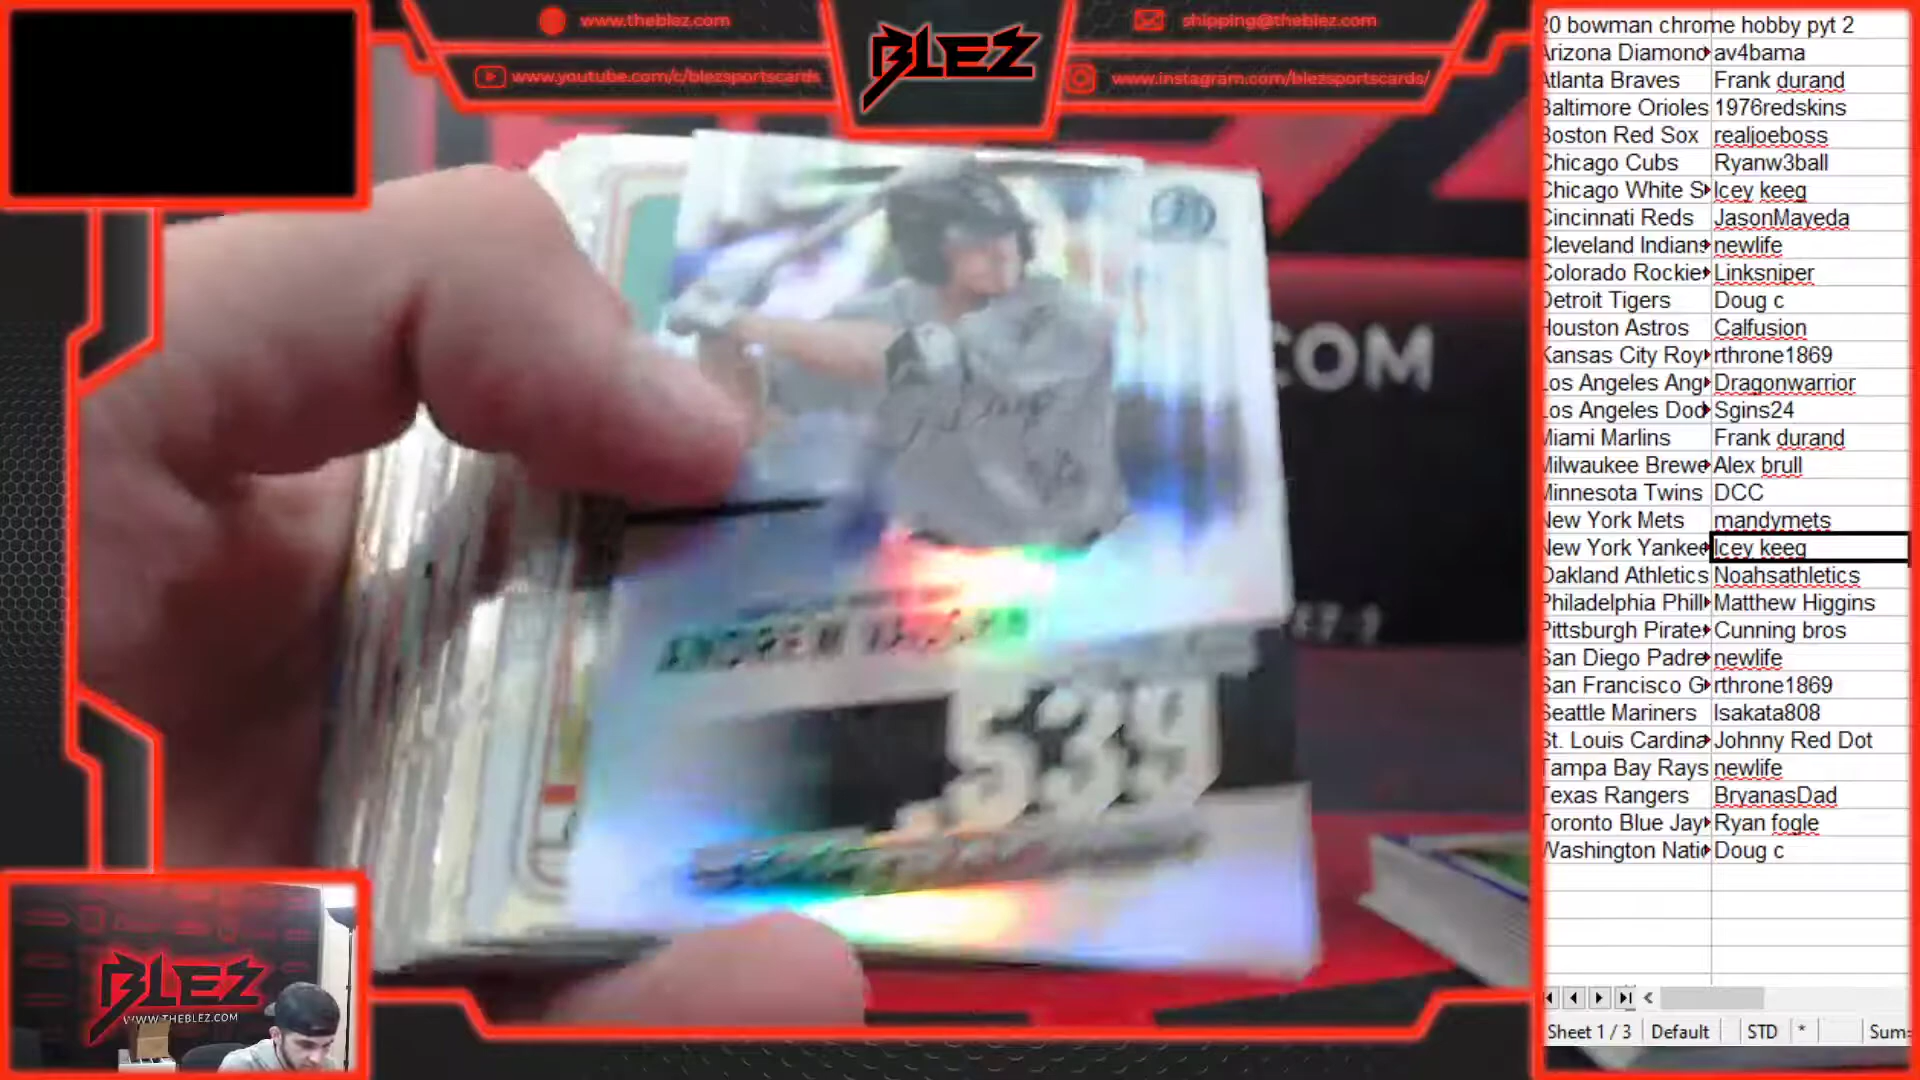 www.theblez.com
shipping@theblez.com
BLEZ
www.youtube.com/c/blezsportscards
www.instagram.com/blezsportscards/
20 bowman chrome hobby pyt 2
Arizona Diamond av4bama
Atlanta Braves Frank durand
Baltimore Orioles 1976redskins
Boston Red Sox realjoeboss
Chicago Cubs Ryanw3ball
Chicago White S Icey keeg
Cincinnati Reds JasonMayeda
Cleveland Indians newlife
Colorado Rockie Linksniper
Detroit Tigers Doug c
Houston Astros Calfusion
Kansas City Roy rthrone1869
Los Angeles Ang Dragonwarrior
Los Angeles Dod Sgins24
Miami Marlins Frank durand
Milwaukee Brewe Alex brull
Minnesota Twins DCC
New York Mets mandymets
New York Yankee Icey keeg
Oakland Athletics Noahsathletics
Philadelphia Phill Matthew Higgins
Pittsburgh Pirate Cunning bros
San Diego Padre newlife
San Francisco G rthrone1869
Seattle Mariners Isakata808
St. Louis Cardina Johnny Red Dot
Tampa Bay Rays newlife
Texas Rangers BryanasDad
Toronto Blue Jay Ryan fogle
Washington Nati Doug c
Sheet 1 / 3 Default STD * Sum=
.COM
ANDREW
.539
BLEZ
WWW.THEBLEZ.COM